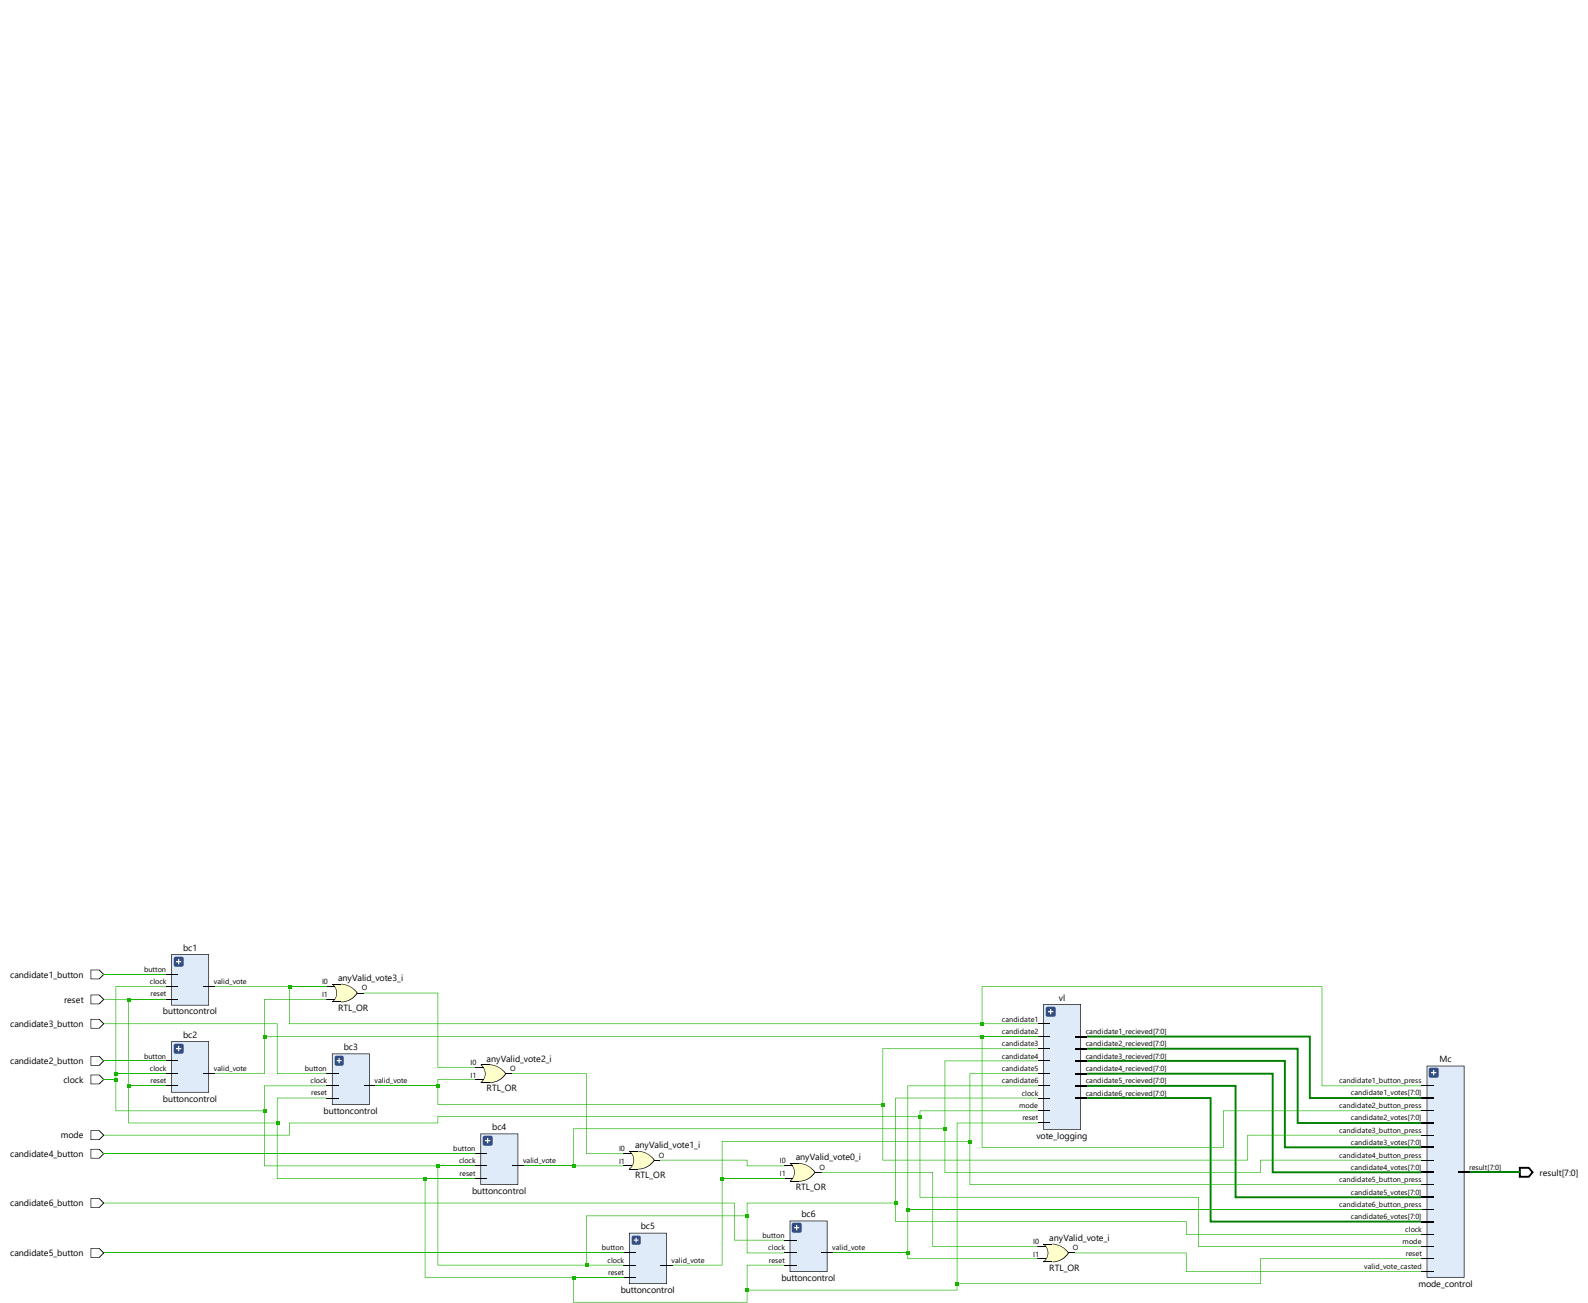 bc1
candidate1_button
button
clock
reset
valid_vote
buttoncontrol
reset
candidate3_button
anyValid_vote3_i
I0
I1
O
RTL_OR
bc2
candidate2_button
clock
button
clock
reset
valid_vote
buttoncontrol
bc3
button
clock
reset
valid_vote
buttoncontrol
anyValid_vote2_i
I0
I1
O
RTL_OR
mode
candidate4_button
bc4
button
clock
reset
valid_vote
buttoncontrol
anyValid_vote1_i
I0
I1
O
RTL_OR
anyValid_vote0_i
I0
I1
O
RTL_OR
candidate6_button
candidate5_button
bc5
button
clock
reset
valid_vote
buttoncontrol
bc6
button
clock
reset
valid_vote
buttoncontrol
vl
candidate1
candidate2
candidate3
candidate4
candidate5
candidate6
clock
mode
reset
candidate1_recieved[7:0]
candidate2_recieved[7:0]
candidate3_recieved[7:0]
candidate4_recieved[7:0]
candidate5_recieved[7:0]
candidate6_recieved[7:0]
vote_logging
anyValid_vote_i
I0
I1
O
RTL_OR
Mc
candidate1_button_press
candidate1_votes[7:0]
candidate2_button_press
candidate2_votes[7:0]
candidate3_button_press
candidate3_votes[7:0]
candidate4_button_press
candidate4_votes[7:0]
candidate5_button_press
candidate5_votes[7:0]
candidate6_button_press
candidate6_votes[7:0]
clock
mode
reset
valid_vote_casted
result[7:0]
mode_control
result[7:0]